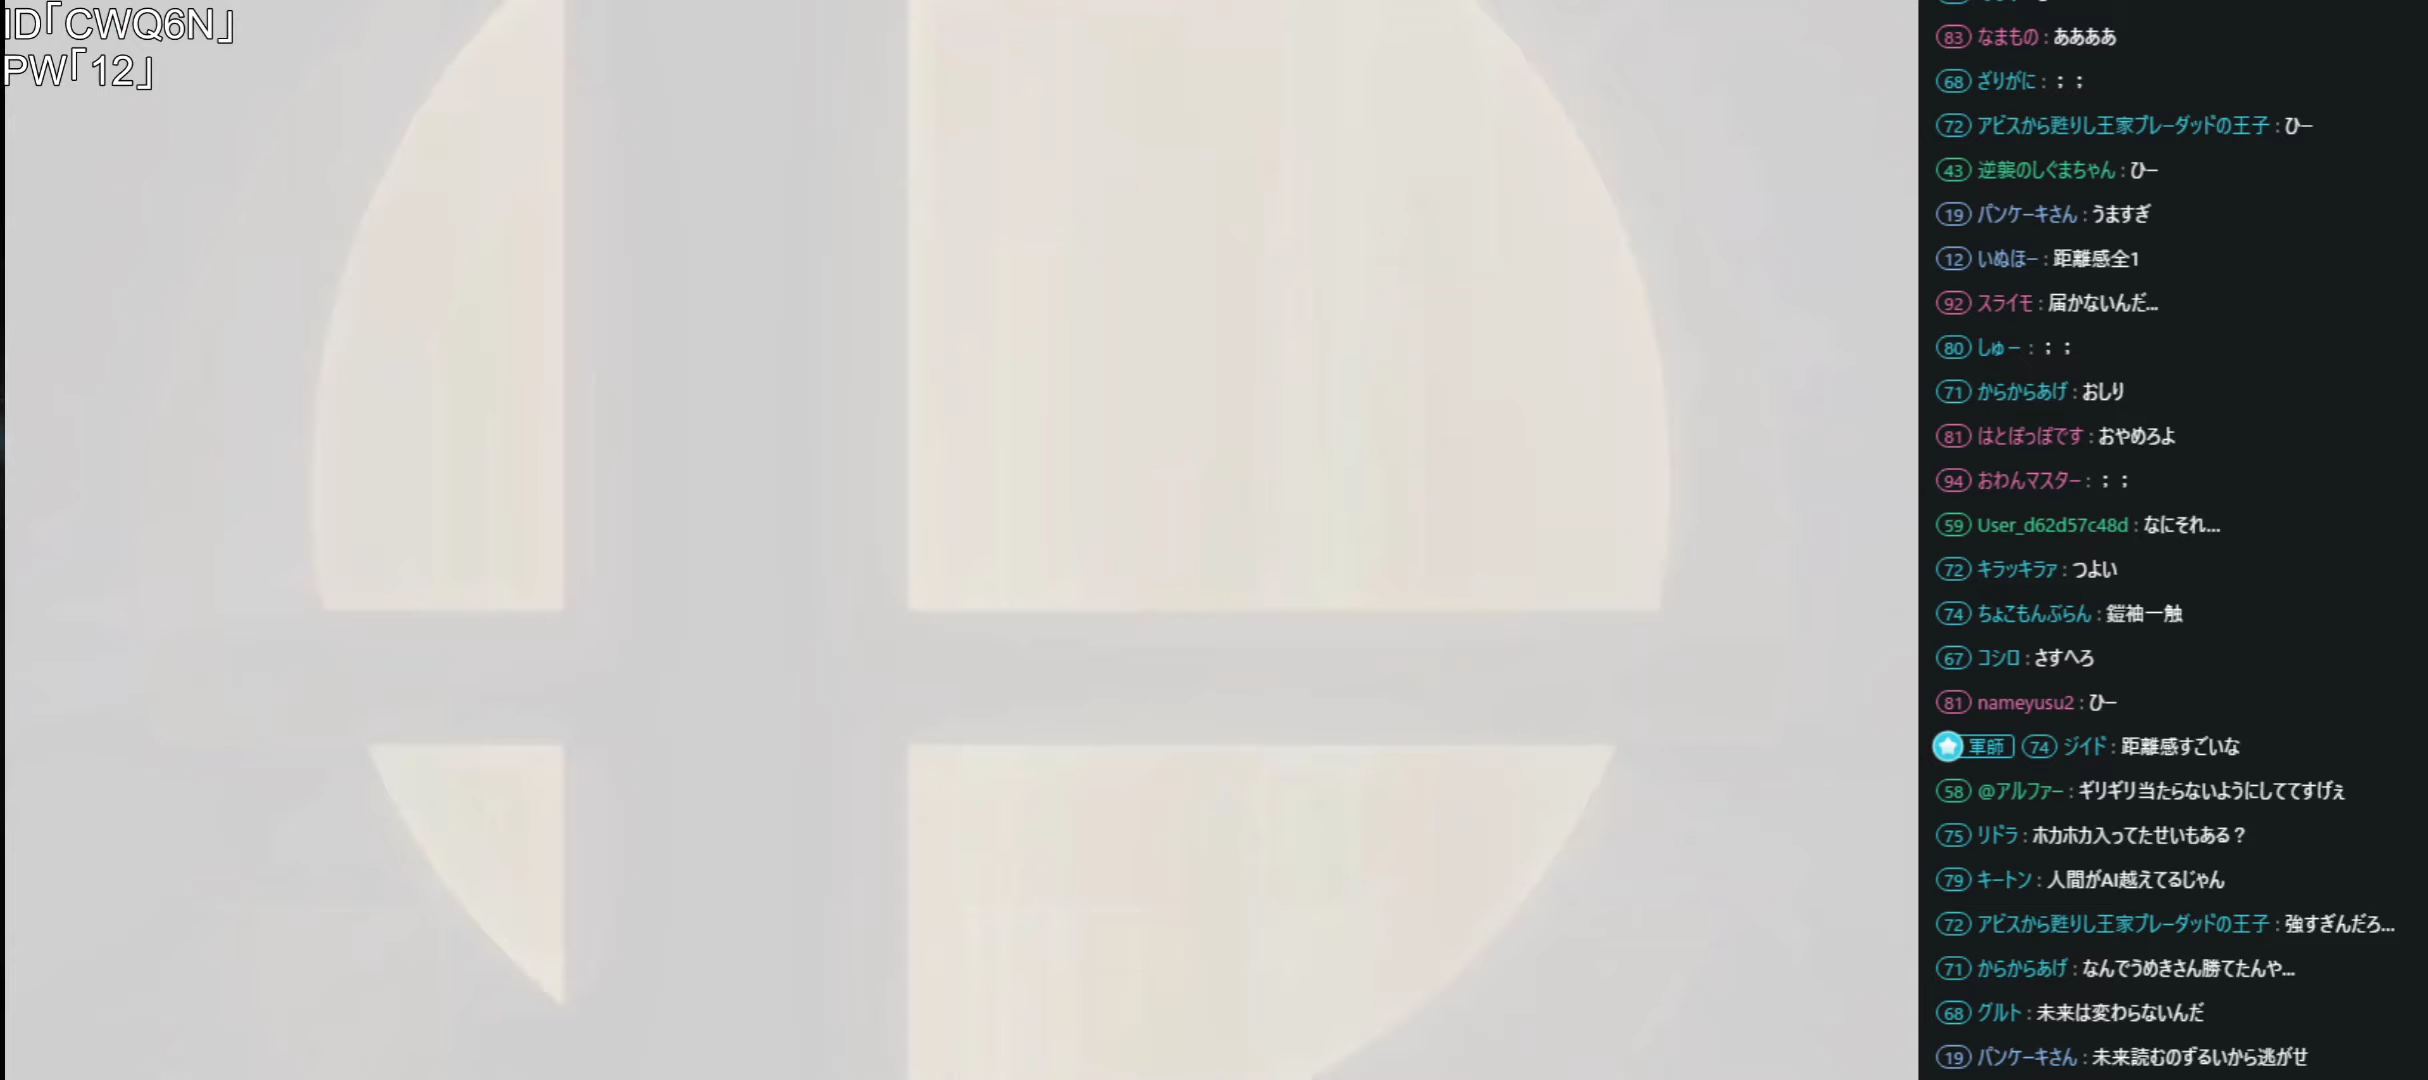 ID「CWQ6N」
PW「12」
83 なまもの : ああああ
68 ざりがに : ; ;
72 アビスから甦りし王家ブレーダッドの王子 : ひー
43 逆襲のしぐまちゃん : ひー
19 パンケーキさん : うますぎ
12 いぬほー : 距離感全1
92 スライモ : 届かないんだ...
80 しゅー : ; ;
71 からからあげ : おしり
81 はとぽっぽです : おやめろよ
94 おわんマスター : ; ;
59 User_d62d57c48d : なにそれ...
72 キラッキラァ : つよい
74 ちょこもんぶらん : 鎧袖一触
67 コシロ : さすへろ
81 nameyusu2 : ひー
軍師 74 ジイド : 距離感すごいな
58 @アルファー : ギリギリ当たらないようにしててすげぇ
75 リドラ : ホカホカ入ってたせいもある？
79 キートン : 人間がAI越えてるじゃん
72 アビスから甦りし王家ブレーダッドの王子 : 強すぎんだろ...
71 からからあげ : なんでうめきさん勝てたんや...
68 グルト : 未来は変わらないんだ
19 パンケーキさん : 未来読むのずるいから逃がせ